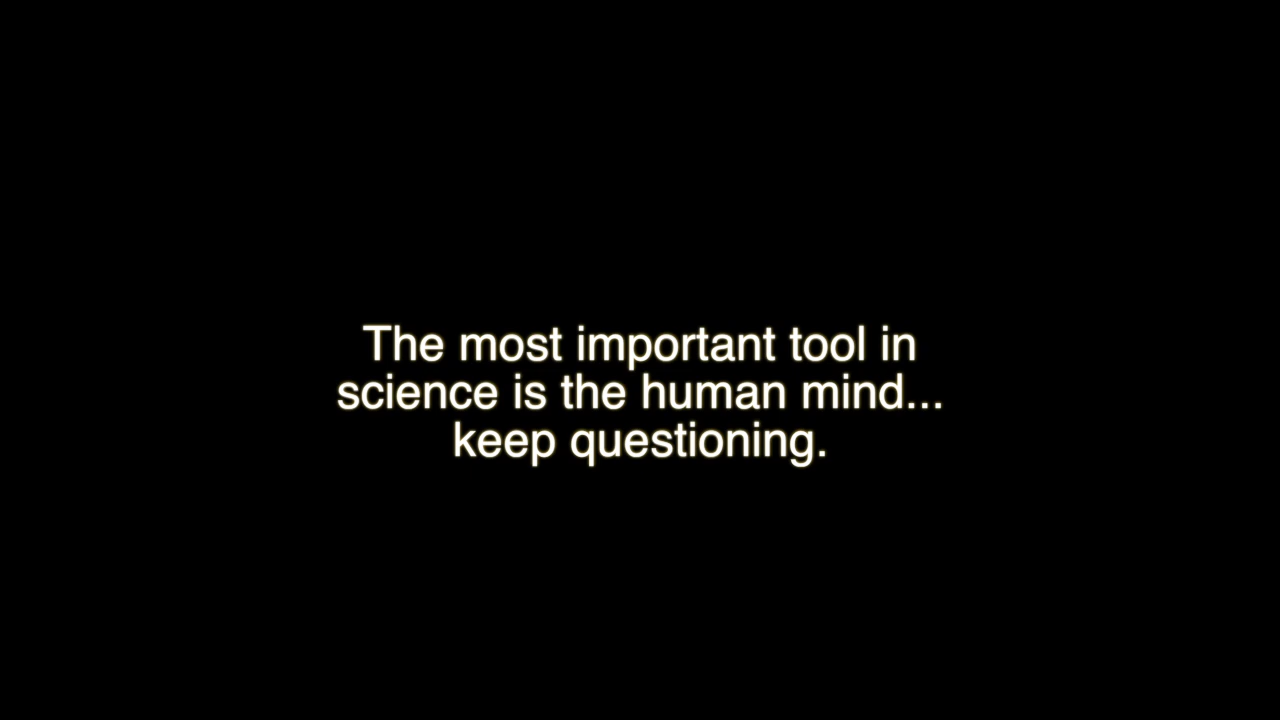 The most important tool in
science is the human mind...
keep questioning.